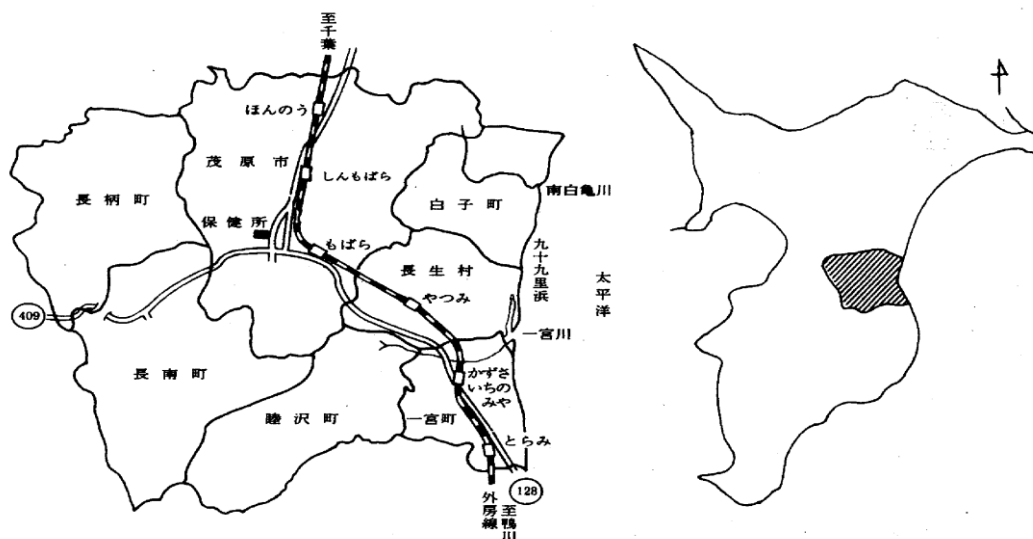 至千葉
ほんのう
茂原市
しんもばら
長柄町
保健所
もばら
白子町
南白亀川
九十九里浜
太平洋
長生村
やつみ
一宮川
409
長南町
睦沢町
一宮町
かずさ
いちの
みや
とらみ
128
外房線
至鴨川